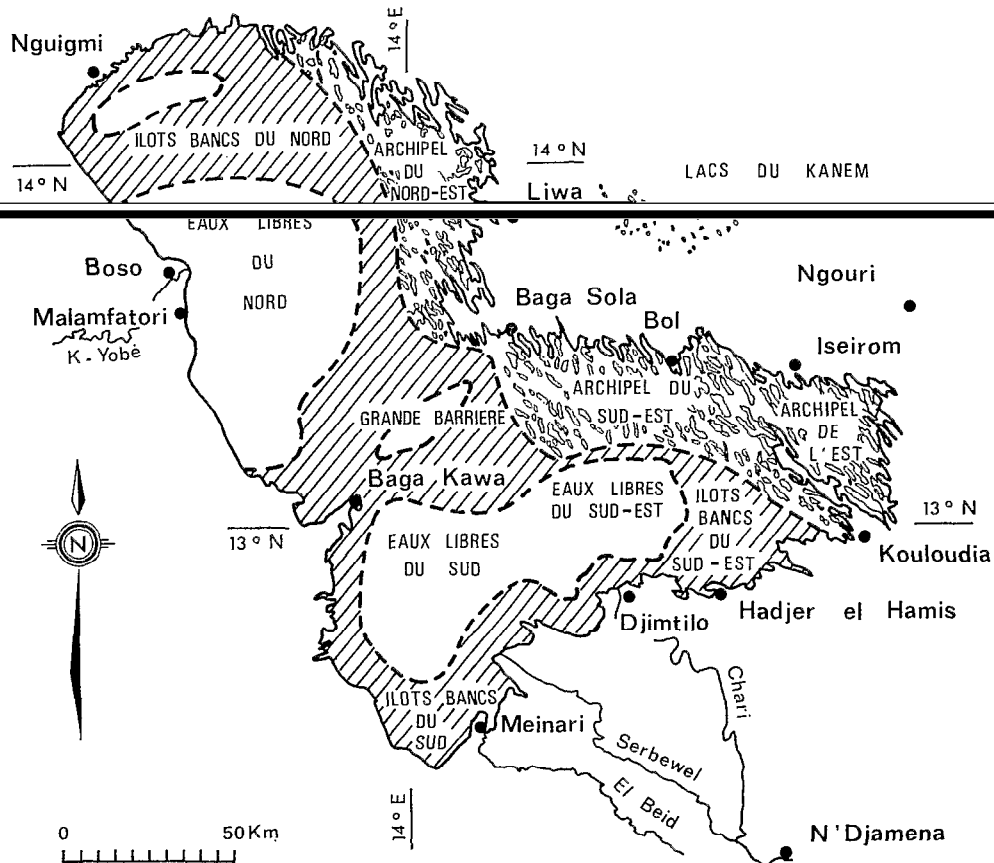 Nguigmi
14° E
ILOTS BANCS DU NORD
ARCHIPEL
DU
NORD-EST
14° N
14° N
Liwa
LACS DU KANEM
EAUX LIBRES
DU
NORD
Boso
Malamfatori
K-Yobé
Baga Sola
Bol
Ngouri
Iseirom
ARCHIPEL DU
SUD-EST
ARCHIPEL
DE
L'EST
GRANDE BARRIERE
Baga Kawa
EAUX LIBRES
DU SUD-EST
ILOTS
BANCS
DU
SUD-EST
13° N
13° N
N
EAUX LIBRES
DU SUD
Kouloudia
Djimtilo
Hadjer el Hamis
ILOTS BANCS
DU
SUD
Meinari
Chari
Serbewel
El Beid
14° E
0 50Km
N'Djamena